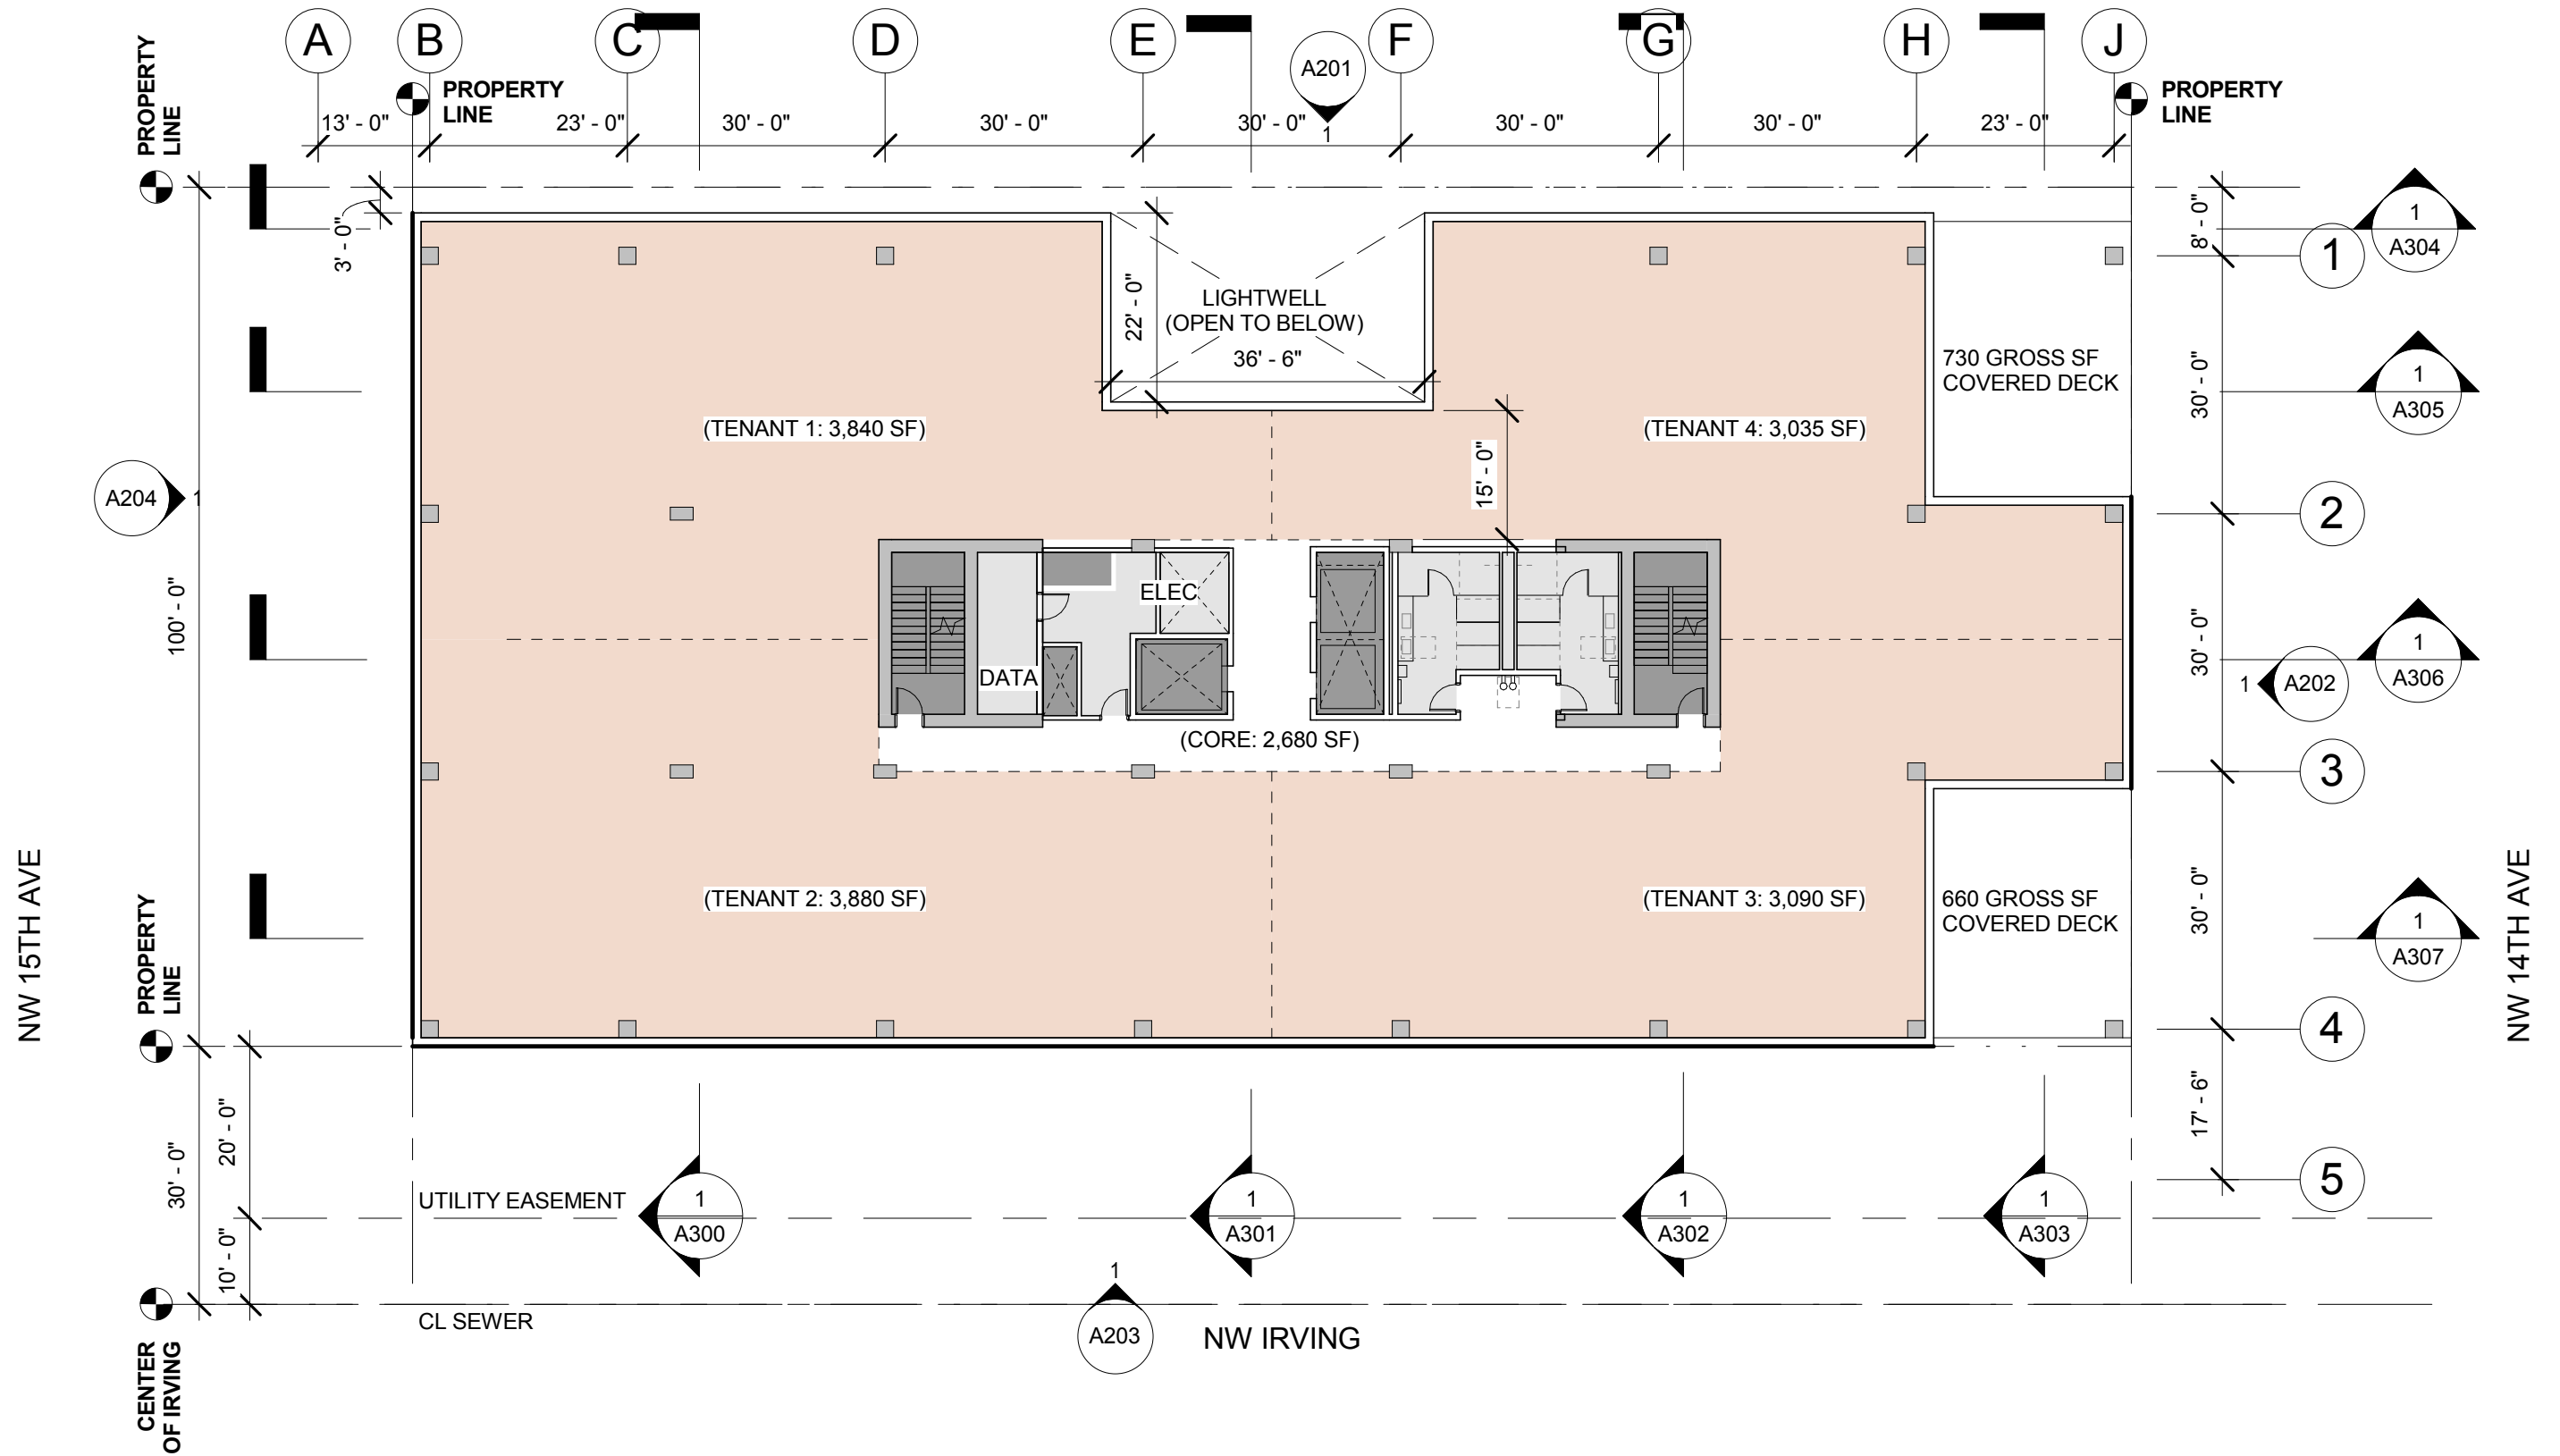 A
B
C
D
E
F
G
H
J
A201
1
PROPERTY
LINE
PROPERTY
LINE
PROPERTY
LINE
13' - 0"
23' - 0"
30' - 0"
30' - 0"
30' - 0"
30' - 0"
30' - 0"
23' - 0"
3' - 0"
8' - 0"
1
A304
1
22' - 0"
LIGHTWELL
(OPEN TO BELOW)
36' - 6"
730 GROSS SF
COVERED DECK
30' - 0"
1
A305
(TENANT 1: 3,840 SF)
(TENANT 4: 3,035 SF)
15' - 0"
A204
1
2
100' - 0"
ELEC
DATA
30' - 0"
1
A306
1
A202
(CORE: 2,680 SF)
3
(TENANT 2: 3,880 SF)
(TENANT 3: 3,090 SF)
660 GROSS SF
COVERED DECK
30' - 0"
1
A307
NW 15TH AVE
NW 14TH AVE
PROPERTY
LINE
4
20' - 0"
30' - 0"
10' - 0"
17' - 6"
5
UTILITY EASEMENT
1
A300
1
A301
1
A302
1
A303
CL SEWER
1
A203
NW IRVING
CENTER
OF IRVING